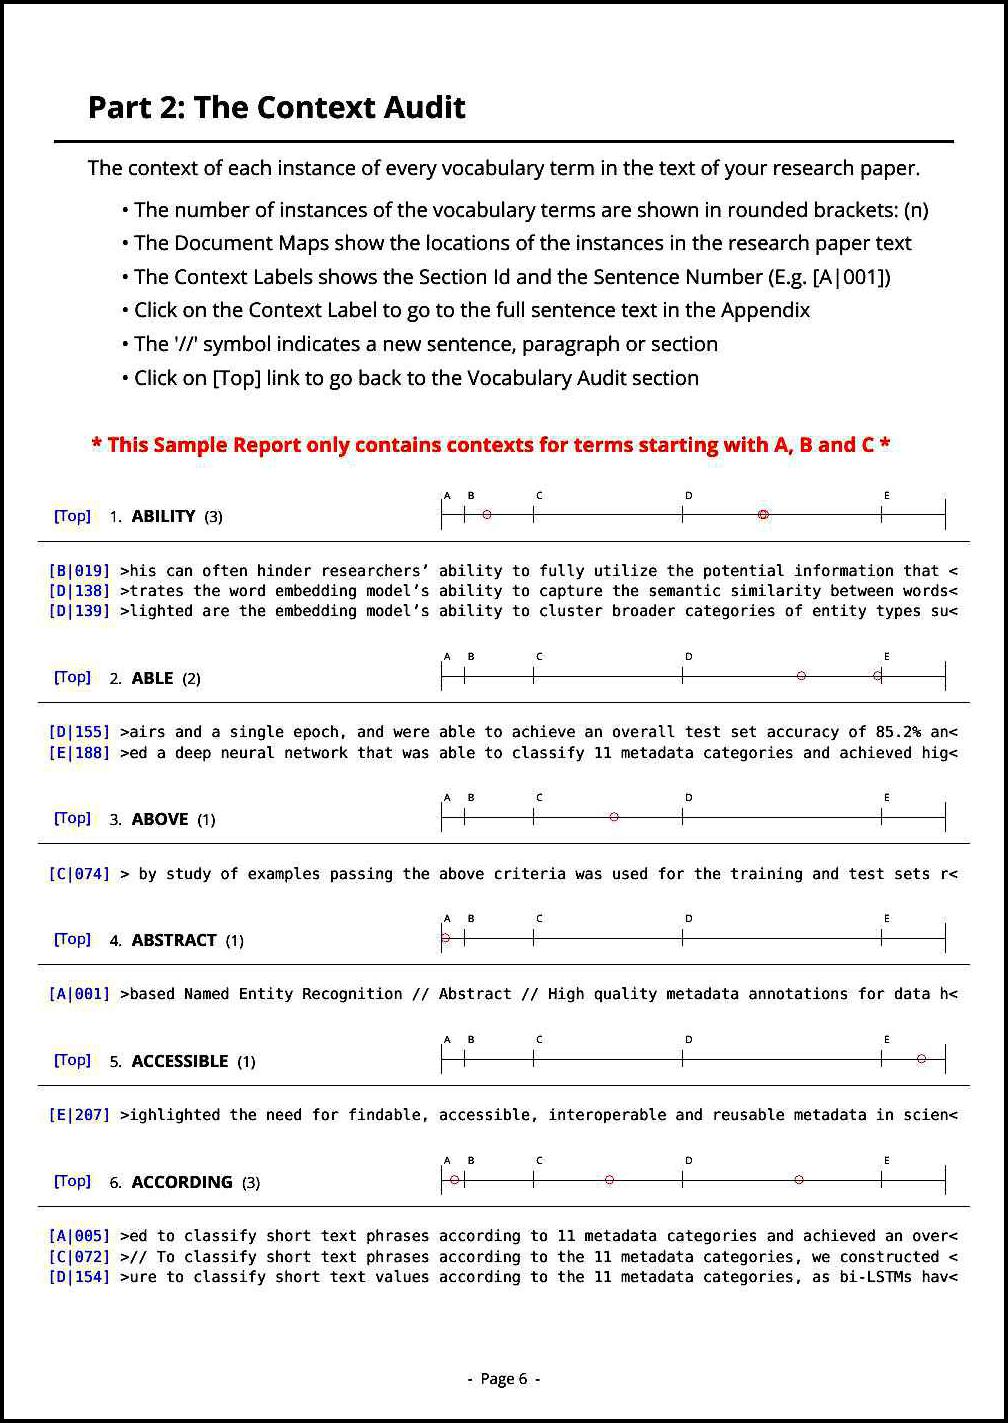 Part 2: The Context Audit
The context of each instance of every vocabulary term in the text of your research paper.
• The number of instances of the vocabulary terms are shown in rounded brackets: (n)
• The Document Maps show the locations of the instances in the research paper text
• The Context Labels shows the Section Id and the Sentence Number (E.g. [A|001])
• Click on the Context Label to go to the full sentence text in the Appendix
• The '//' symbol indicates a new sentence, paragraph or section
• Click on [Top] link to go back to the Vocabulary Audit section
* This Sample Report only contains contexts for terms starting with A, B and C *
A B C D E
[Top] 1. ABILITY (3)
[B|019] >his can often hinder researchers’ ability to fully utilize the potential information that <
[D|138] >trates the word embedding model’s ability to capture the semantic similarity between words<
[D|139] >lighted are the embedding model’s ability to cluster broader categories of entity types su<
A B C D E
[Top] 2. ABLE (2)
[D|155] >airs and a single epoch, and were able to achieve an overall test set accuracy of 85.2% an<
[E|188] >ed a deep neural network that was able to classify 11 metadata categories and achieved hig<
A B C D E
[Top] 3. ABOVE (1)
[C|074] > by study of examples passing the above criteria was used for the training and test sets r<
A B C D E
[Top] 4. ABSTRACT (1)
[A|001] >based Named Entity Recognition // Abstract // High quality metadata annotations for data h<
A B C D E
[Top] 5. ACCESSIBLE (1)
[E|207] >ighlighted the need for findable, accessible, interoperable and reusable metadata in scien<
A B C D E
[Top] 6. ACCORDING (3)
[A|005] >ed to classify short text phrases according to 11 metadata categories and achieved an over<
[C|072] >// To classify short text phrases according to the 11 metadata categories, we constructed <
[D|154] >ure to classify short text values according to the 11 metadata categories, as bi-LSTMs hav<
- Page 6 -